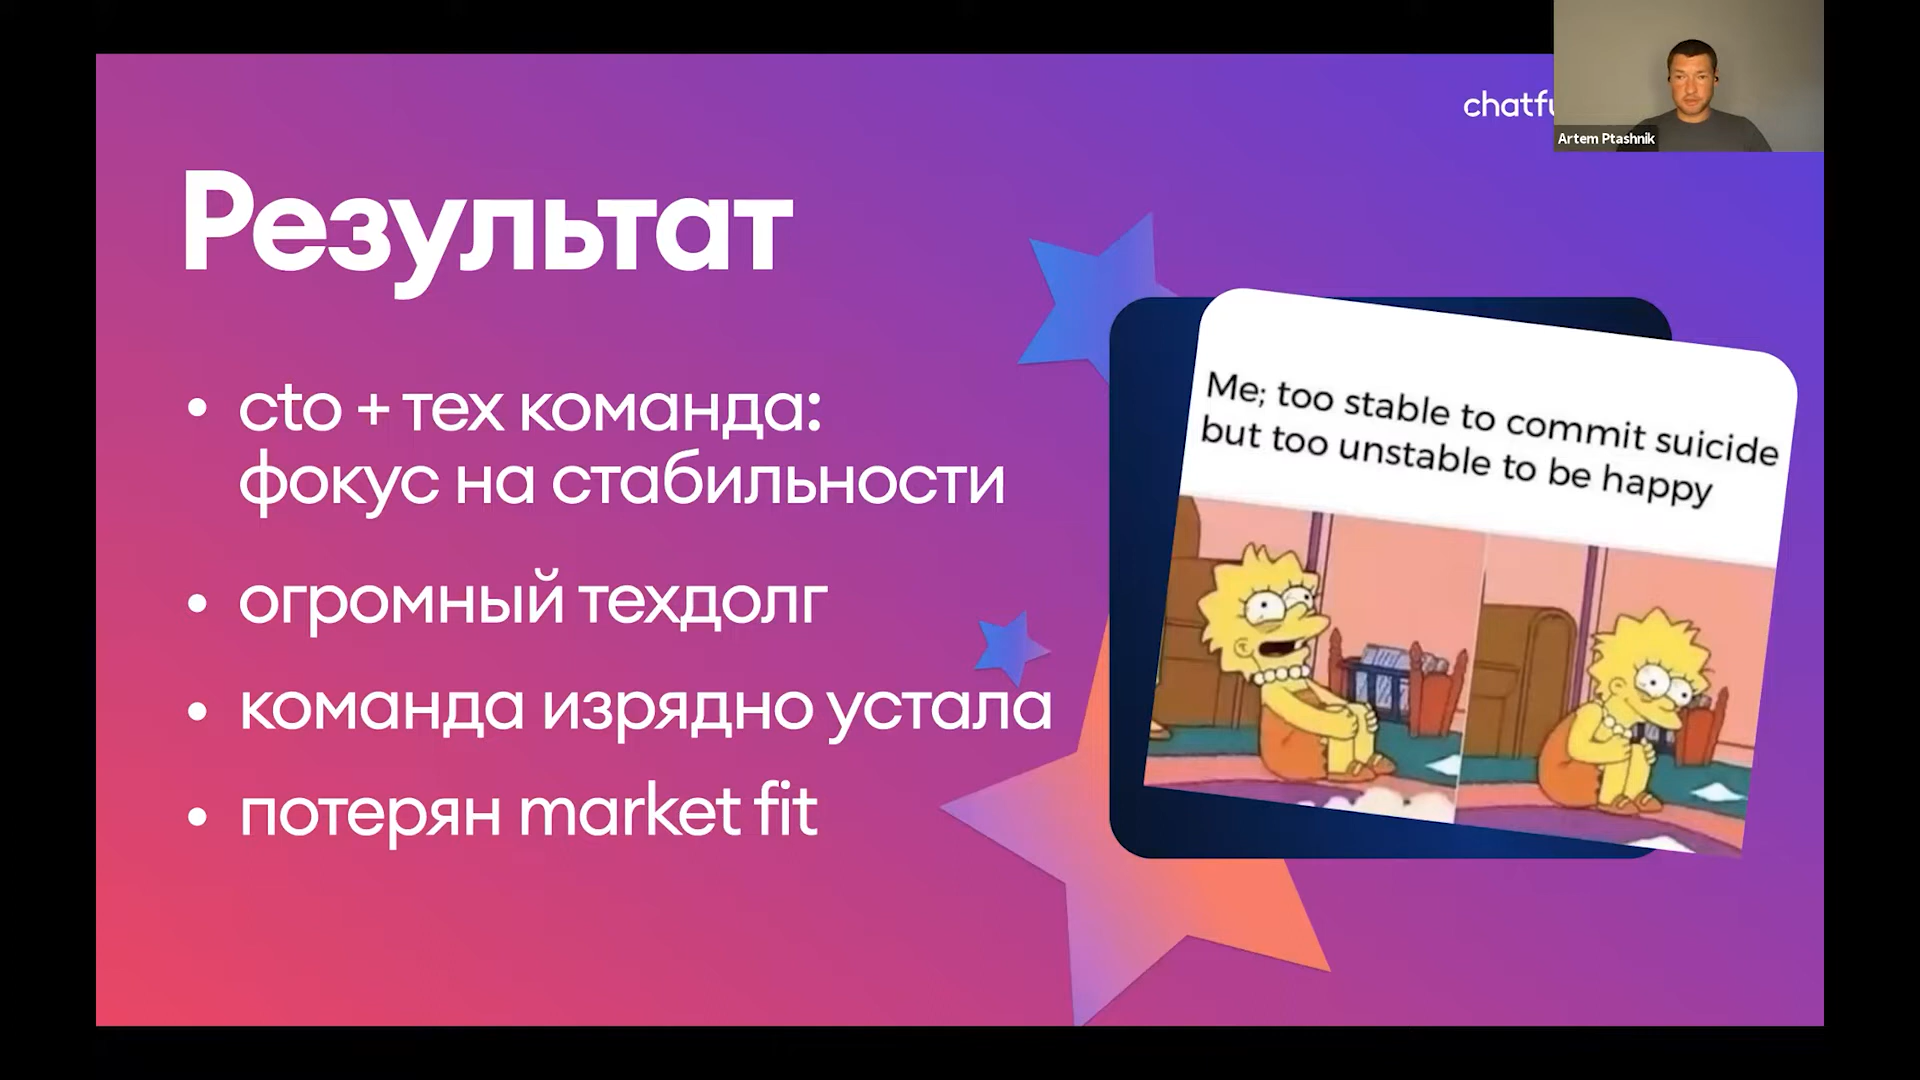 Artem Ptashnik
Результат
• cto + тех команда:
фокус на стабильности
• огромный техдолг
• команда изрядно устала
• потерян market fit
Me; too stable to commit suicide
but too unstable to be happy